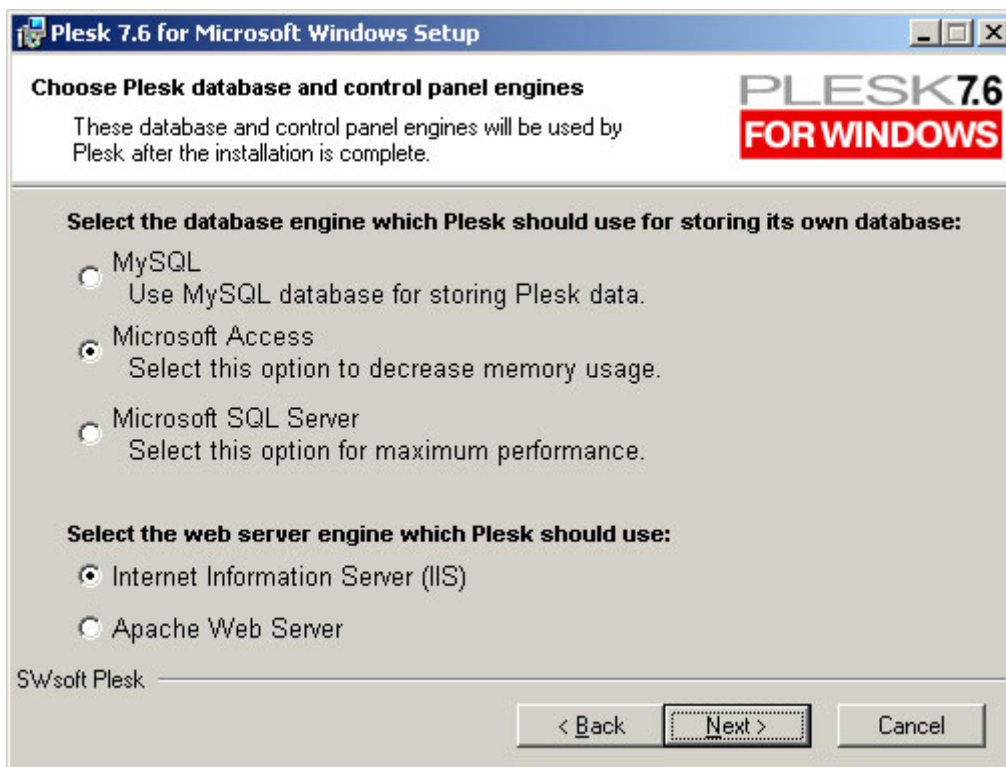 Plesk 7.6 for Microsoft Windows Setup
Choose Plesk database and control panel engines
These database and control panel engines will be used by
Plesk after the installation is complete.
PLESK7.6
FOR WINDOWS
Select the database engine which Plesk should use for storing its own database:
MySQL
Use MySQL database for storing Plesk data.
Microsoft Access
Select this option to decrease memory usage.
Microsoft SQL Server
Select this option for maximum performance.
Select the web server engine which Plesk should use:
Internet Information Server (IIS)
Apache Web Server
SWsoft Plesk
< Back Next > Cancel